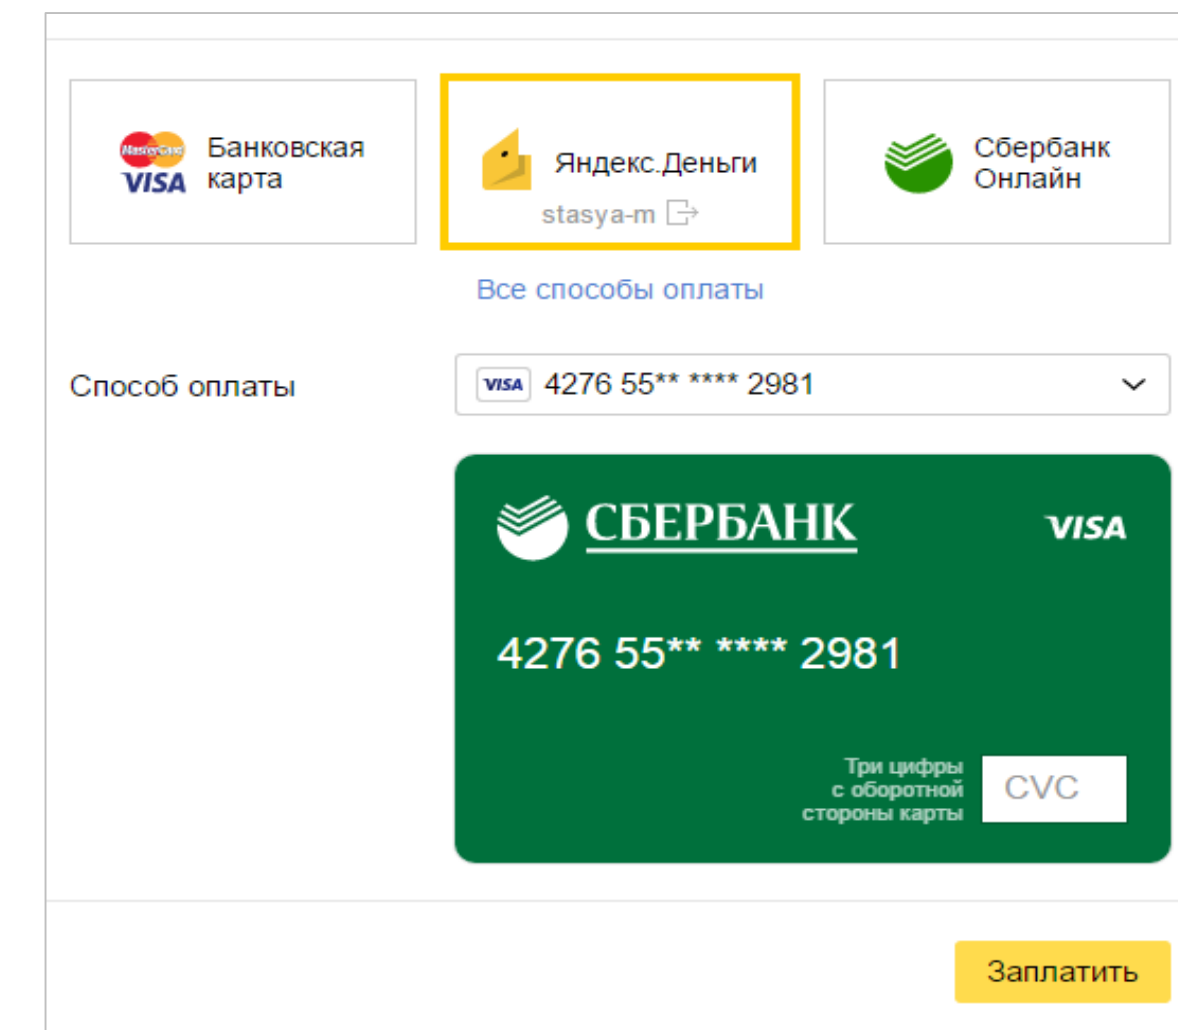 MasterCard
VISA
Банковская
карта
Яндекс.Деньги
stasya-m
Сбербанк
Онлайн
Все способы оплаты
Способ оплаты
VISA 4276 55** **** 2981
СБЕРБАНК
VISA
4276 55** **** 2981
Три цифры
с оборотной
стороны карты
CVC
Заплатить